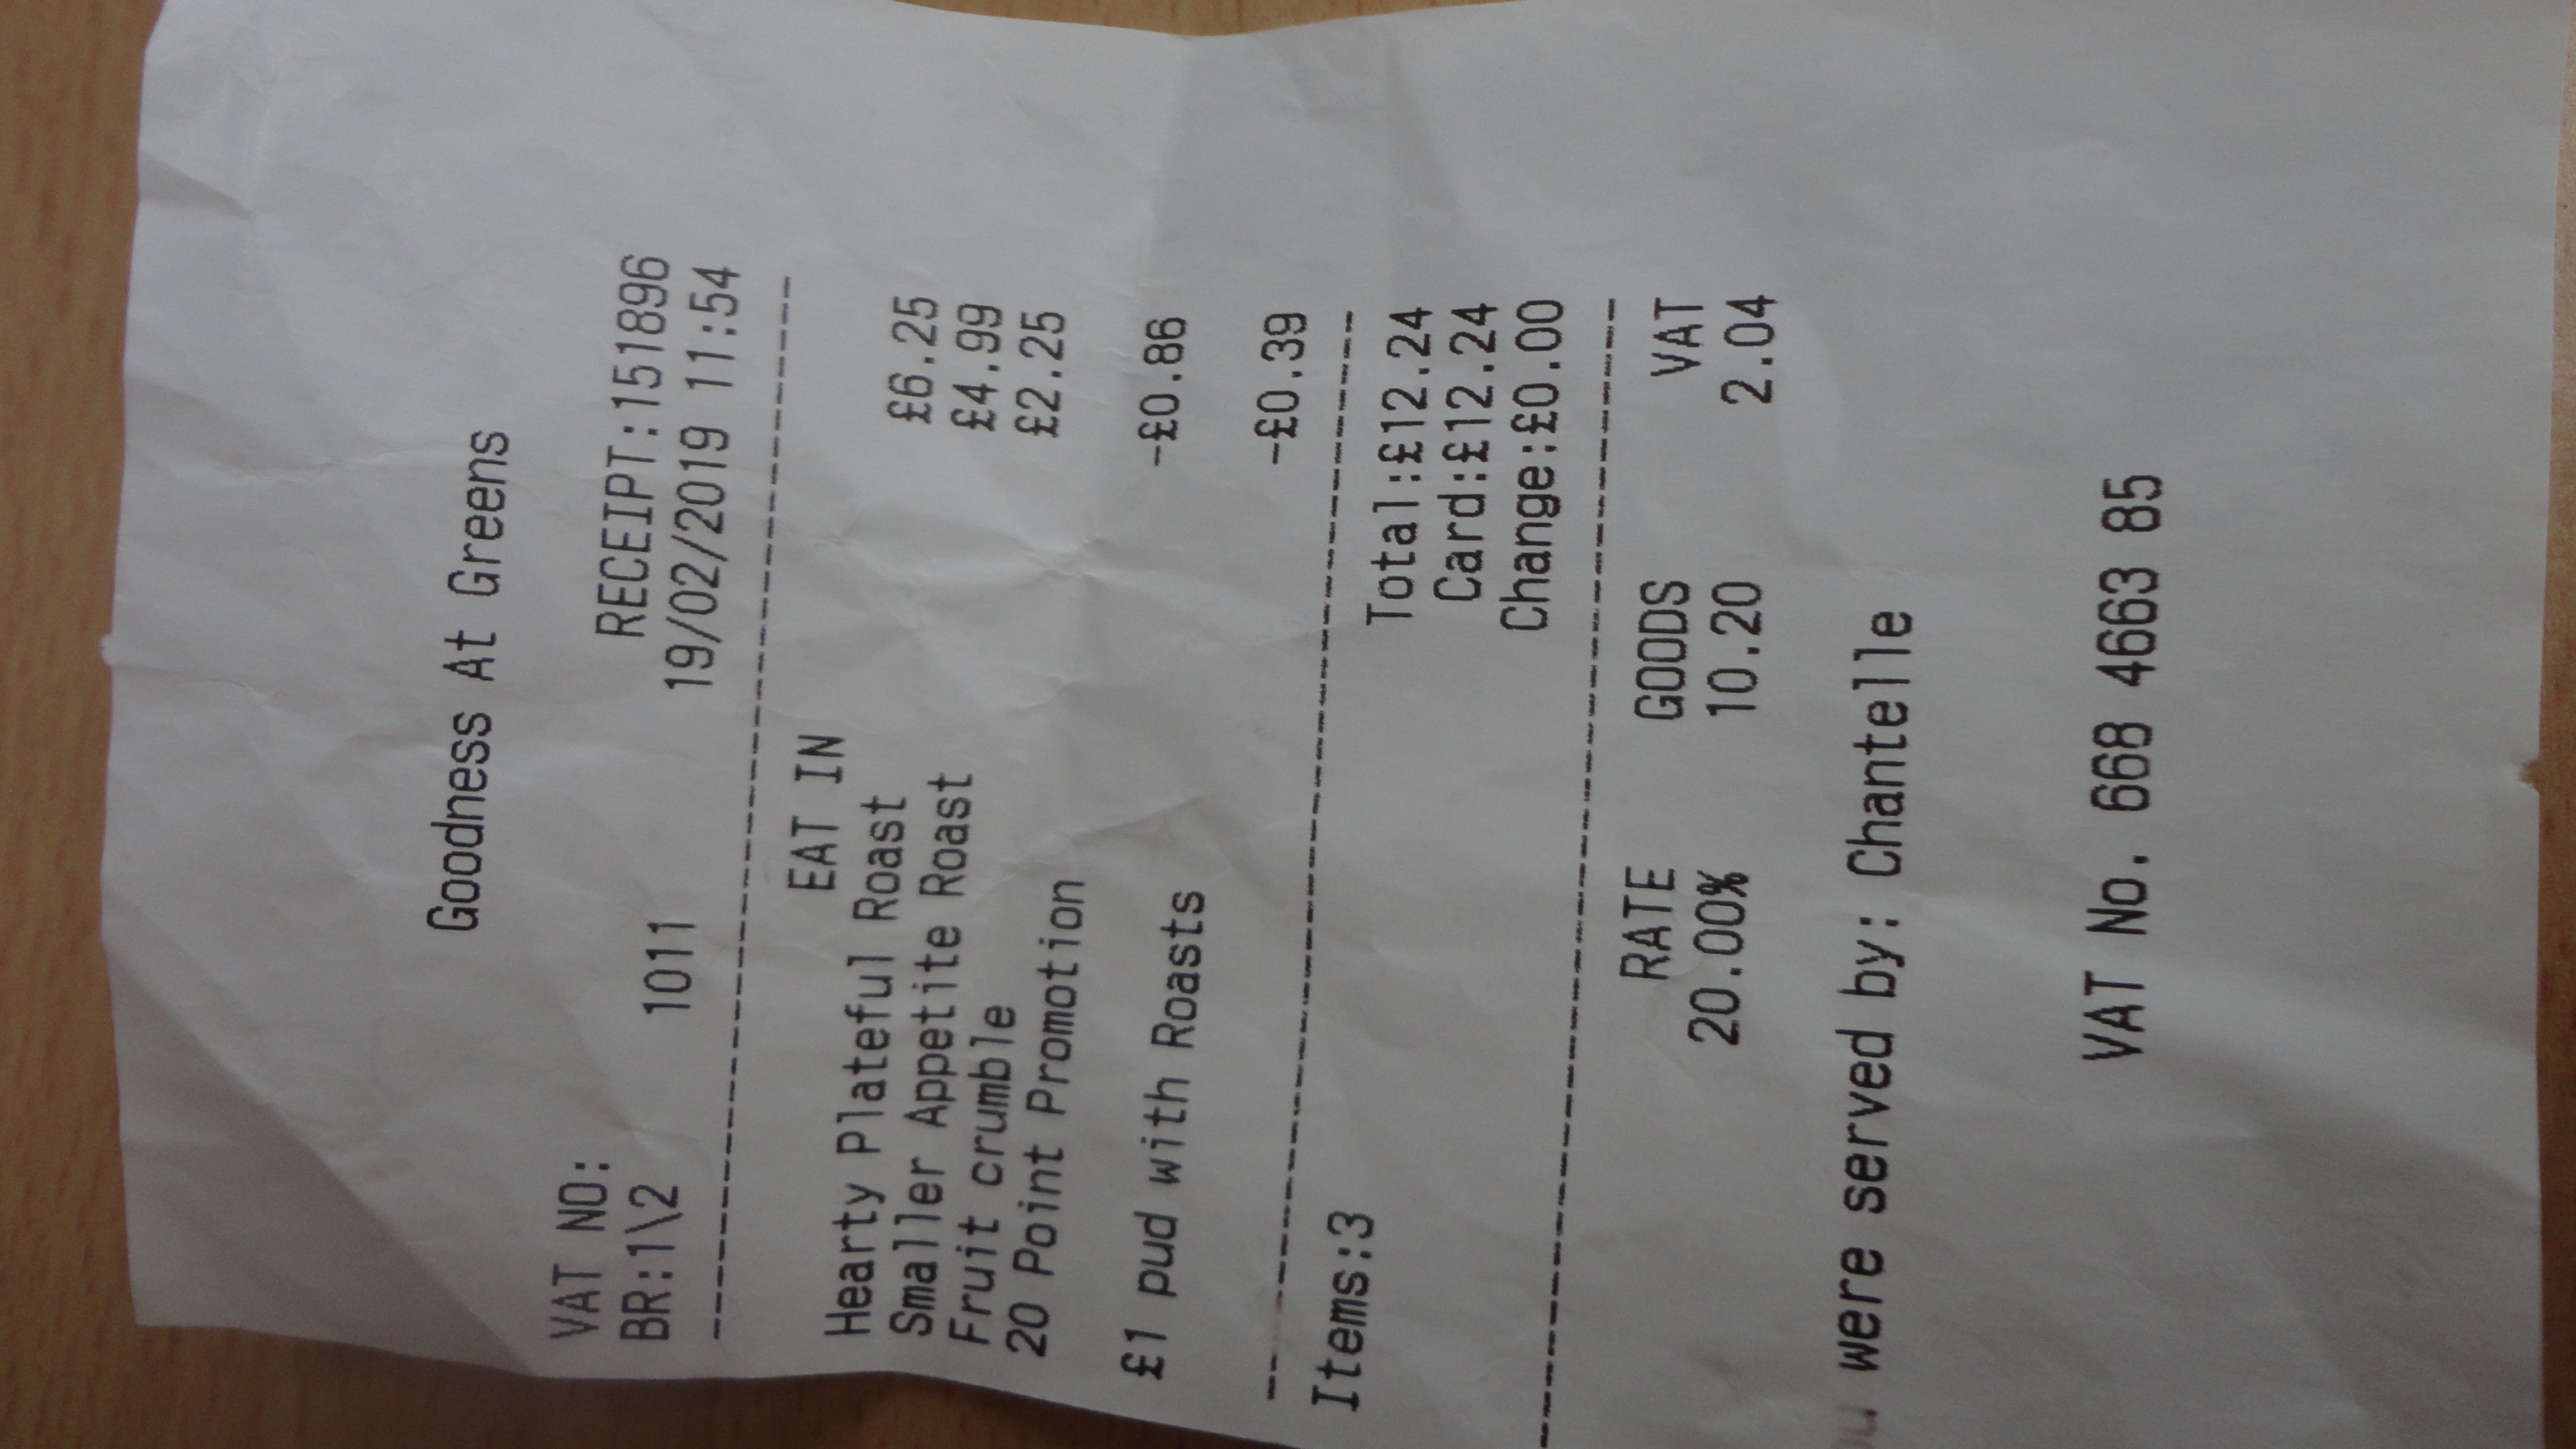 Goodness At Greens
VAT NO: RECEIPT:151896
BR:1\2 1011 19/02/2019 11:54
EAT IN
Hearty Plateful Roast £6.25
Smaller Appetite Roast £4.99
Fruit crumble £2.25
20 Point Promotion
-£0.86
£1 pud with Roasts
-£0.39
Items:3 Total:£12.24
Card:£12.24
Change:£0.00
RATE GOODS VAT
20.00% 10.20 2.04
were served by: Chantelle
VAT No. 668 4663 85